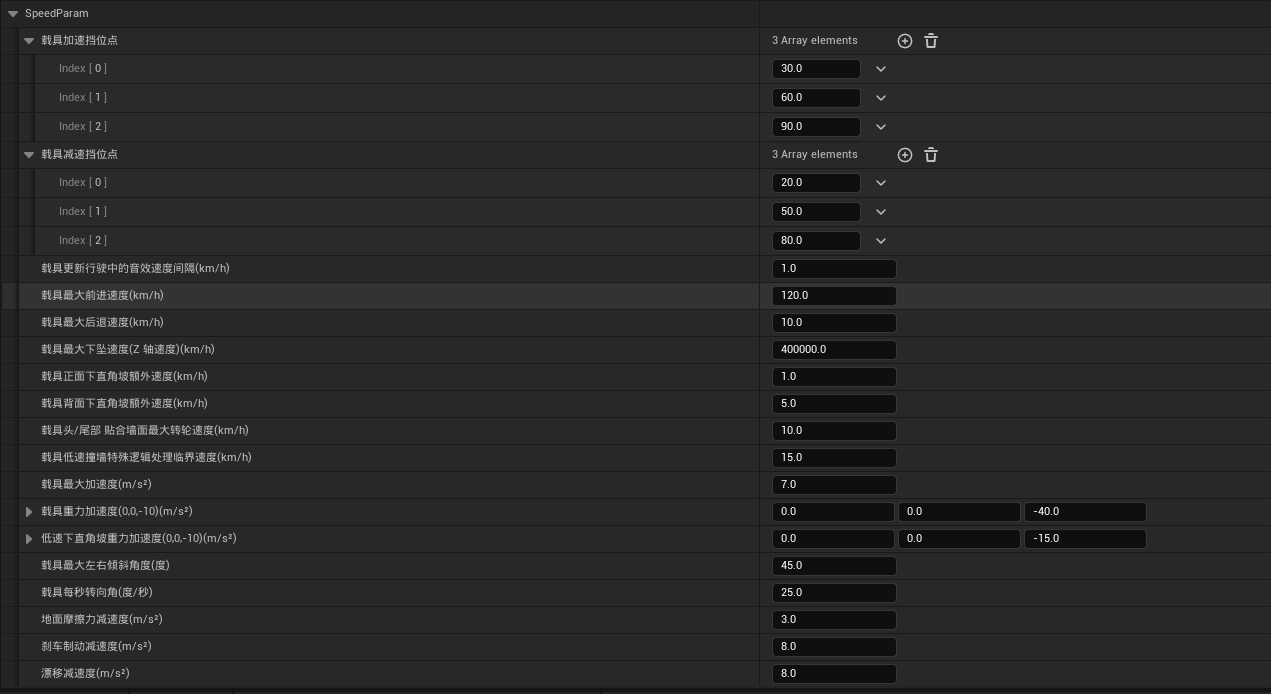 SpeedParam
载具加速挡位点 3 Array elements
Index [ 0 ] 30.0
Index [ 1 ] 60.0
Index [ 2 ] 90.0
载具减速挡位点 3 Array elements
Index [ 0 ] 20.0
Index [ 1 ] 50.0
Index [ 2 ] 80.0
载具更新行驶中的音效速度间隔(km/h) 1.0
载具最大前进速度(km/h) 120.0
载具最大后退速度(km/h) 10.0
载具最大下坠速度(Z 轴速度)(km/h) 400000.0
载具正面下直角坡额外速度(km/h) 1.0
载具背面下直角坡额外速度(km/h) 5.0
载具头/尾部 贴合墙面最大转轮速度(km/h) 10.0
载具低速撞墙特殊逻辑处理临界速度(km/h) 15.0
载具最大加速度(m/s²) 7.0
载具重力加速度(0,0,-10)(m/s²) 0.0 0.0 -40.0
低速下直角坡重力加速度(0,0,-10)(m/s²) 0.0 0.0 -15.0
载具最大左右倾斜角度(度) 45.0
载具每秒转向角(度/秒) 25.0
地面摩擦力减速度(m/s²) 3.0
刹车制动减速度(m/s²) 8.0
漂移减速度(m/s²) 8.0